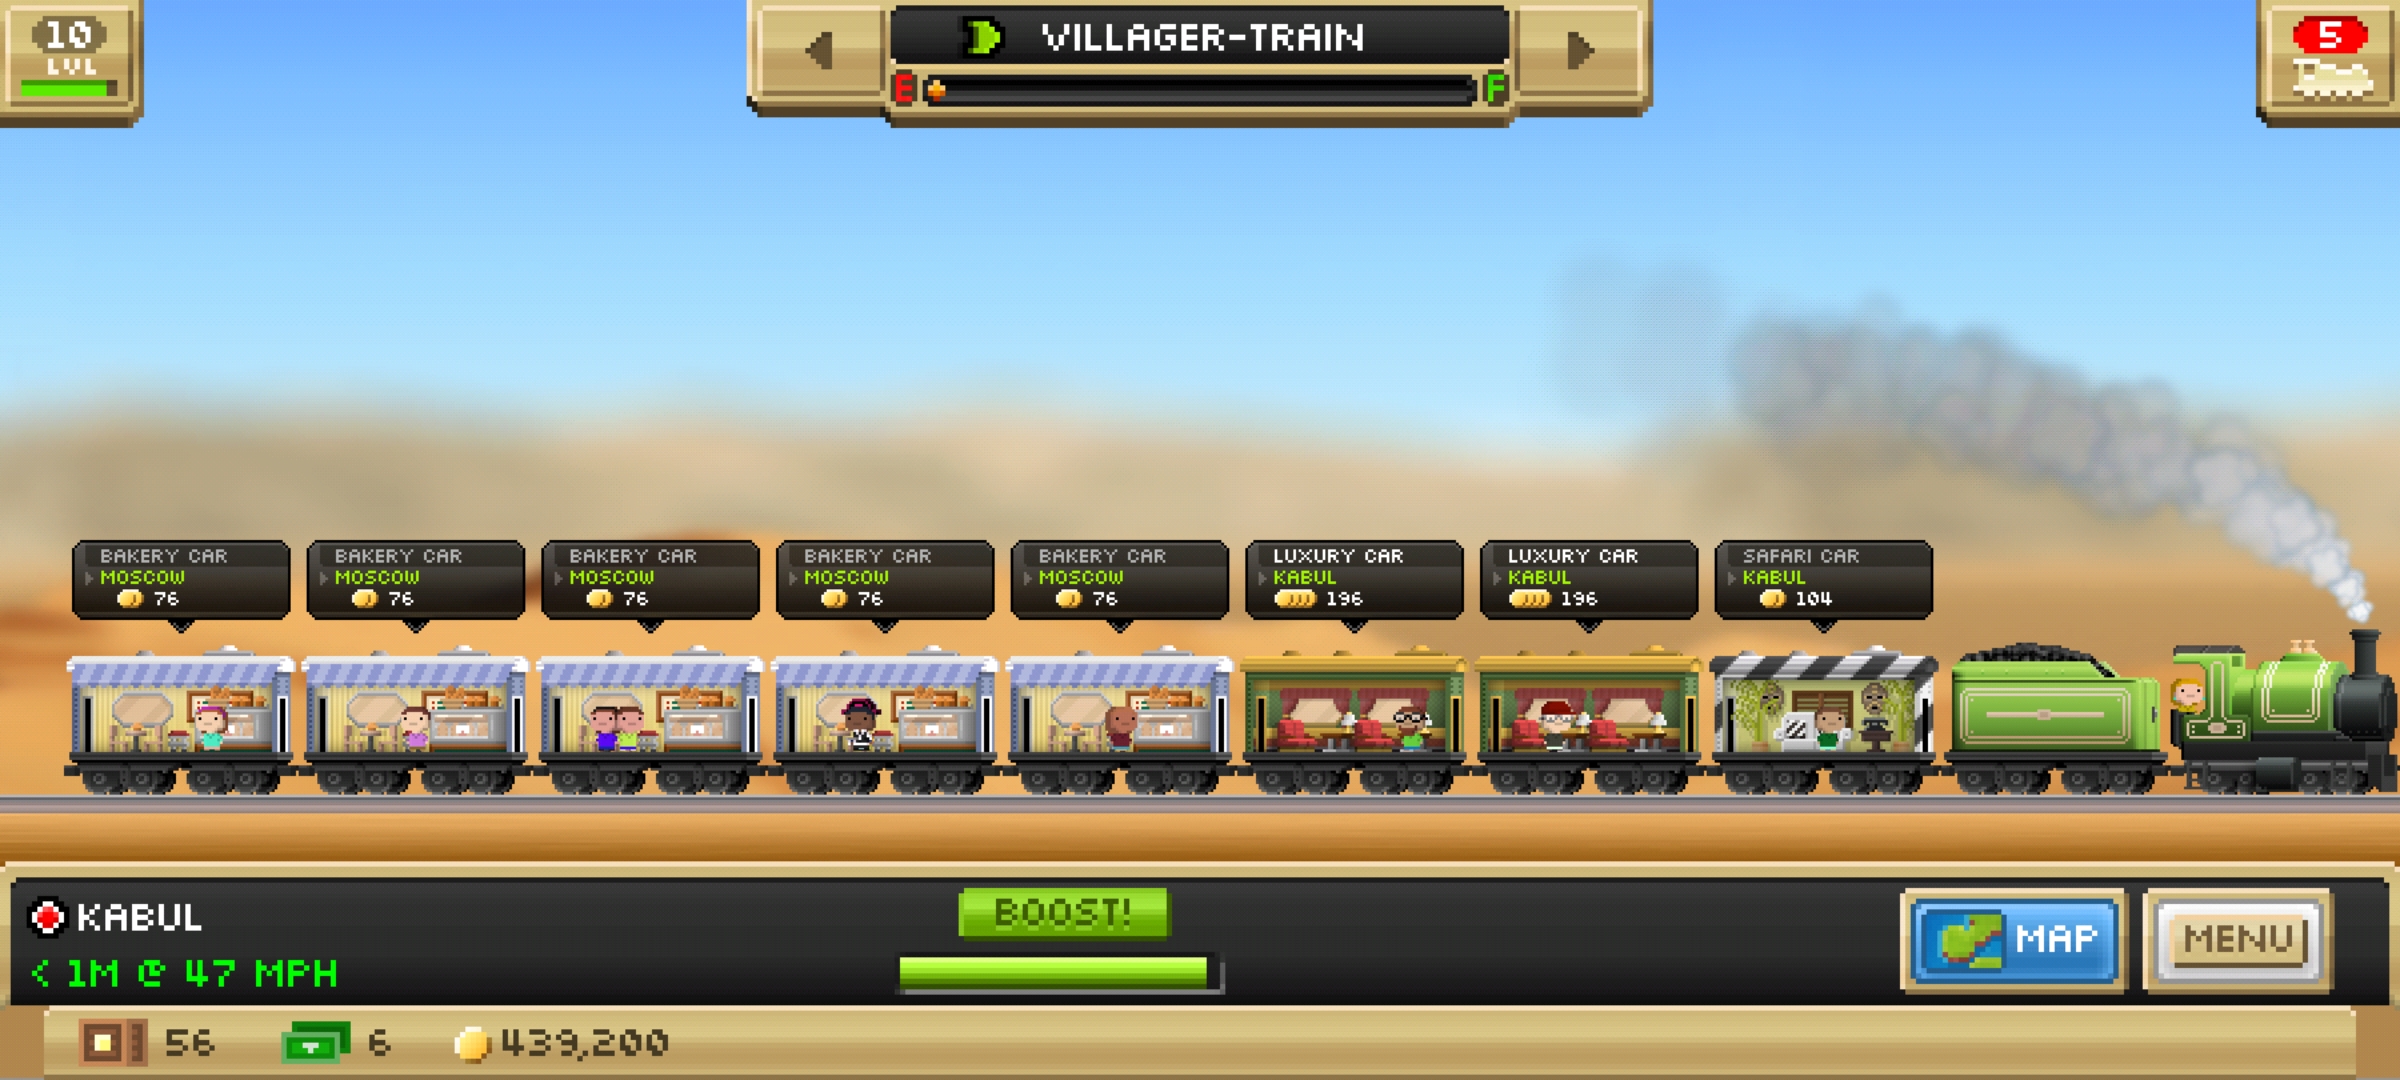 10
LVL
VILLAGER-TRAIN
E F
5
BAKERY CAR
MOSCOW
76
BAKERY CAR
MOSCOW
76
BAKERY CAR
MOSCOW
76
BAKERY CAR
MOSCOW
76
BAKERY CAR
MOSCOW
76
LUXURY CAR
KABUL
196
LUXURY CAR
KABUL
196
SAFARI CAR
KABUL
104
KABUL
< 1M @ 47 MPH
BOOST!
MAP
MENU
56
6
439,200